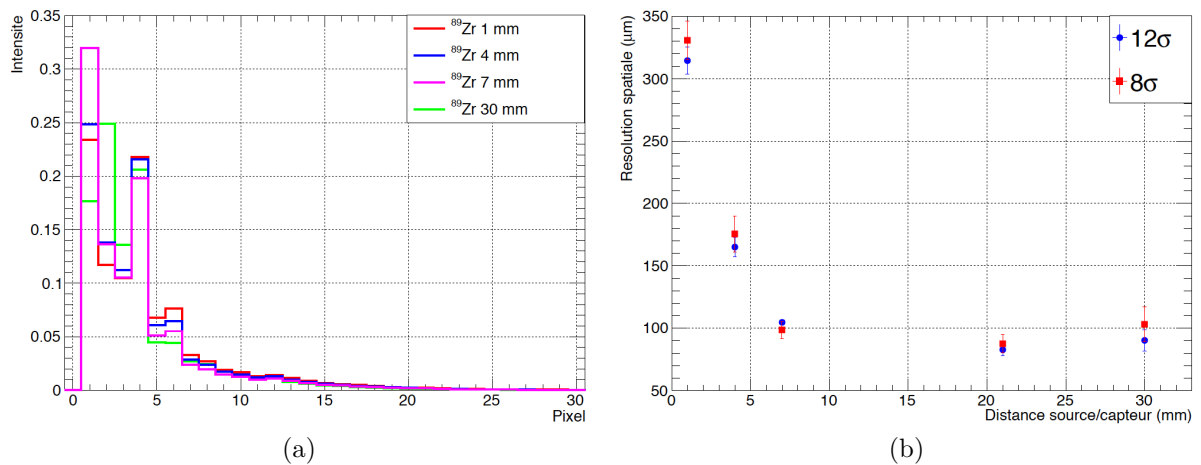 Intensite
0.35
0.3
0.25
0.2
0.15
0.1
0.05
0
⁸⁹Zr 1 mm
⁸⁹Zr 4 mm
⁸⁹Zr 7 mm
⁸⁹Zr 30 mm
0 5 10 15 20 25 30
Pixel
(a)
Resolution spatiale (μm)
350
300
250
200
150
100
50
12σ
8σ
0 5 10 15 20 25 30
Distance source/capteur (mm)
(b)